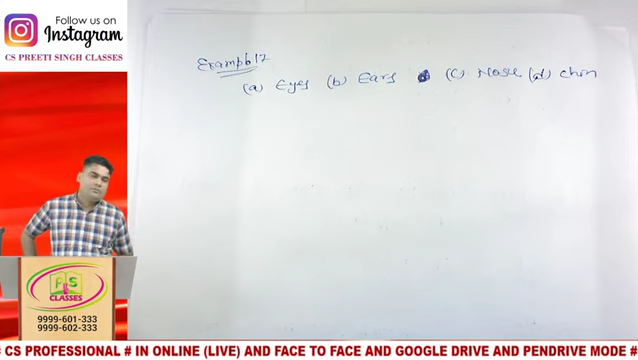 Follow us on
Instagram
CS PREETI SINGH CLASSES
Example 12
(a) Eyes (b) Ears (c) Nose (d) Chin
PS
CLASSES
9999-601-333
9999-602-333
# CS PROFESSIONAL # IN ONLINE (LIVE) AND FACE TO FACE AND GOOGLE DRIVE AND PENDRIVE MODE #